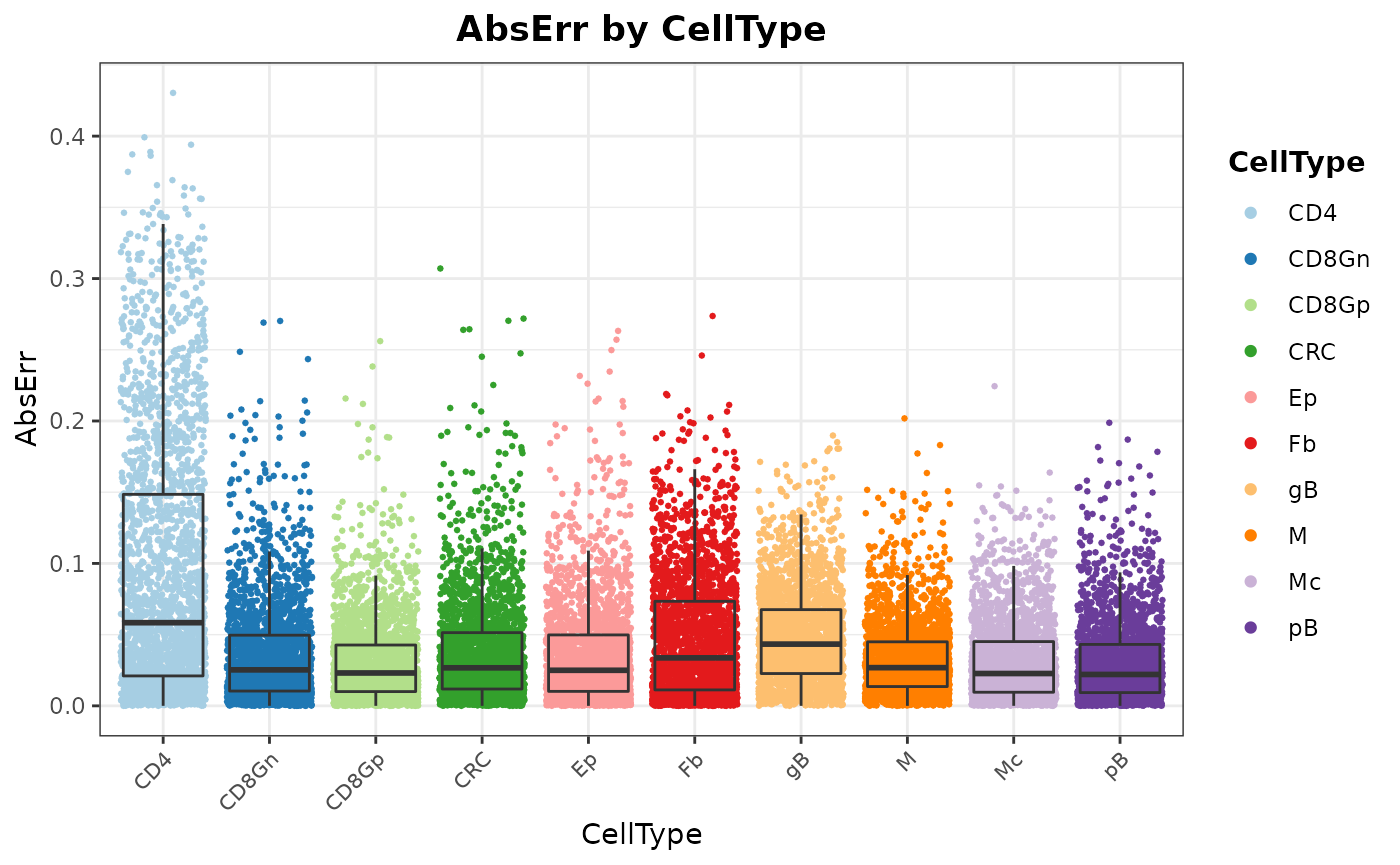 AbsErr by CellType
AbsErr
0.4
0.3
0.2
0.1
0.0
CD4
CD8Gn
CD8Gp
CRC
Ep
Fb
gB
M
Mc
pB
CellType
CellType
CD4
CD8Gn
CD8Gp
CRC
Ep
Fb
gB
M
Mc
pB